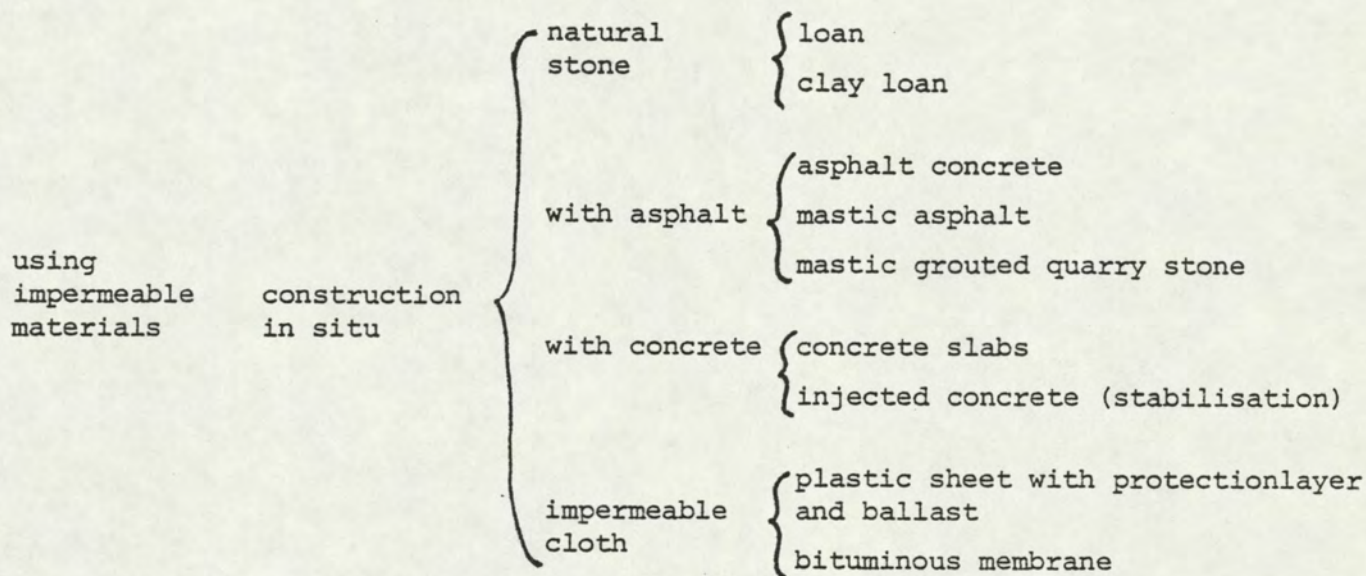 using
impermeable
materials
construction
in situ
natural
stone
loan
clay loan
with asphalt
asphalt concrete
mastic asphalt
mastic grouted quarry stone
with concrete
concrete slabs
injected concrete (stabilisation)
impermeable
cloth
plastic sheet with protectionlayer
and ballast
bituminous membrane